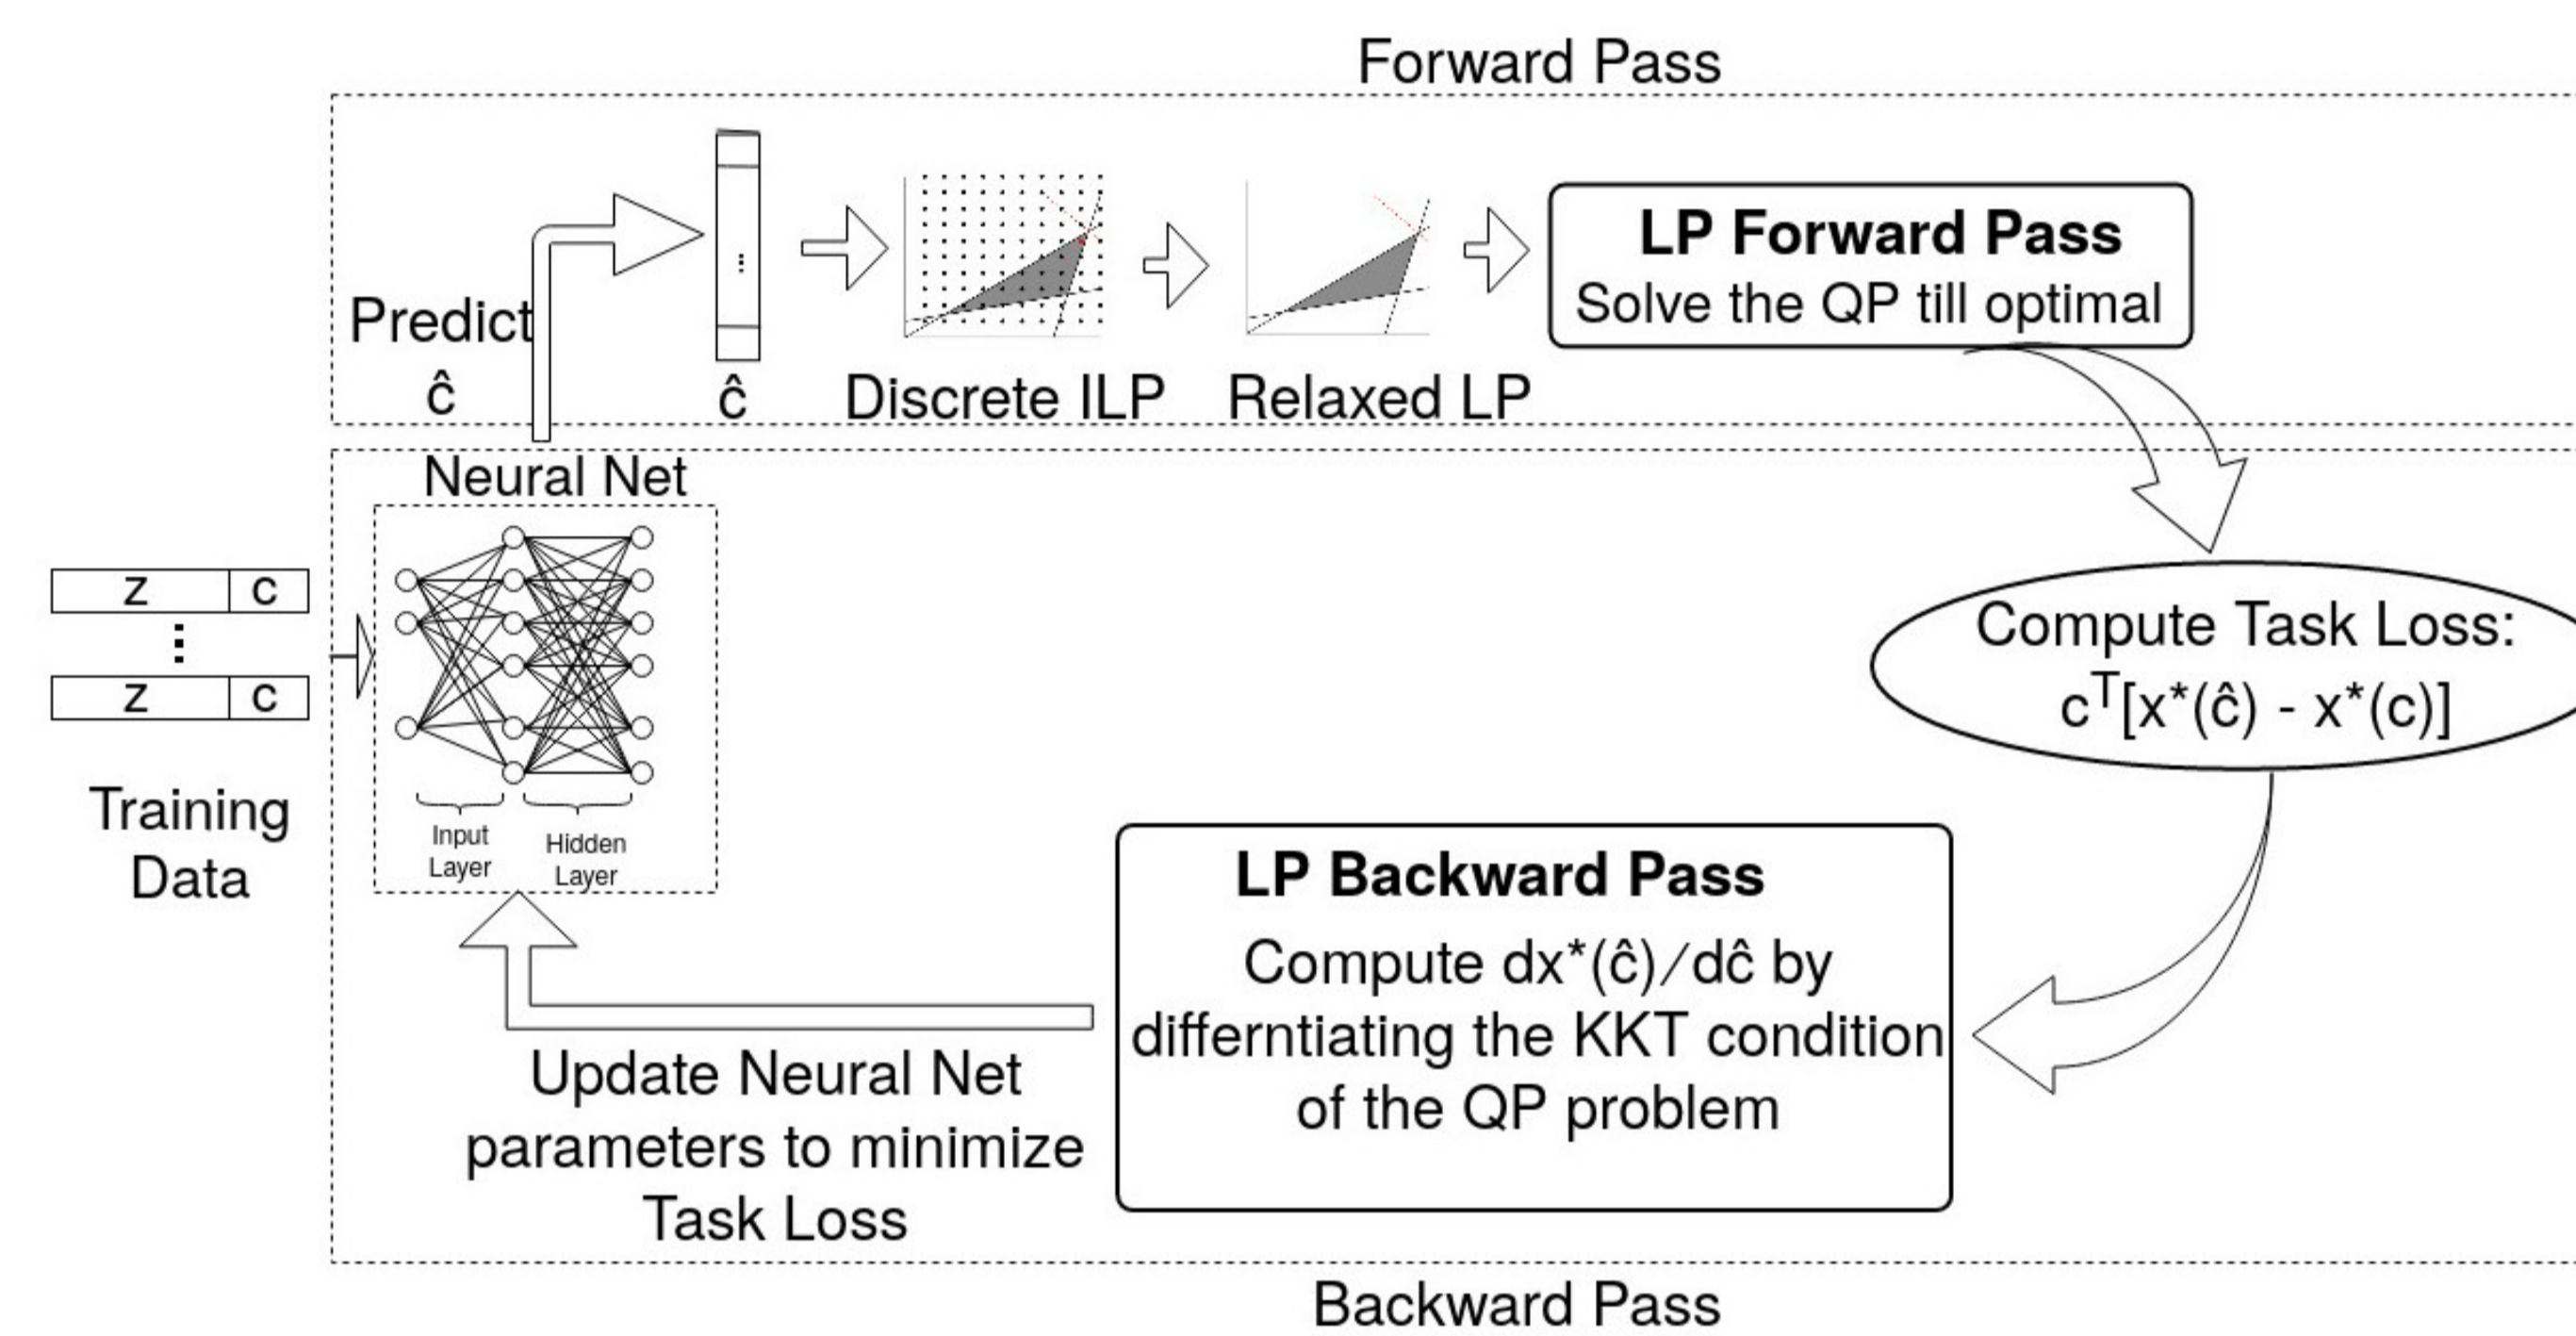 Forward Pass
Predict
ĉ
...
ĉ
Discrete ILP
Relaxed LP
LP Forward Pass
Solve the QP till optimal
Neural Net
z c
...
z c
Training
Data
Input
Layer
Hidden
Layer
Compute Task Loss:
cᵀ[x*(ĉ) - x*(c)]
LP Backward Pass
Compute dx*(ĉ)/dĉ by
differntiating the KKT condition
of the QP problem
Update Neural Net
parameters to minimize
Task Loss
Backward Pass